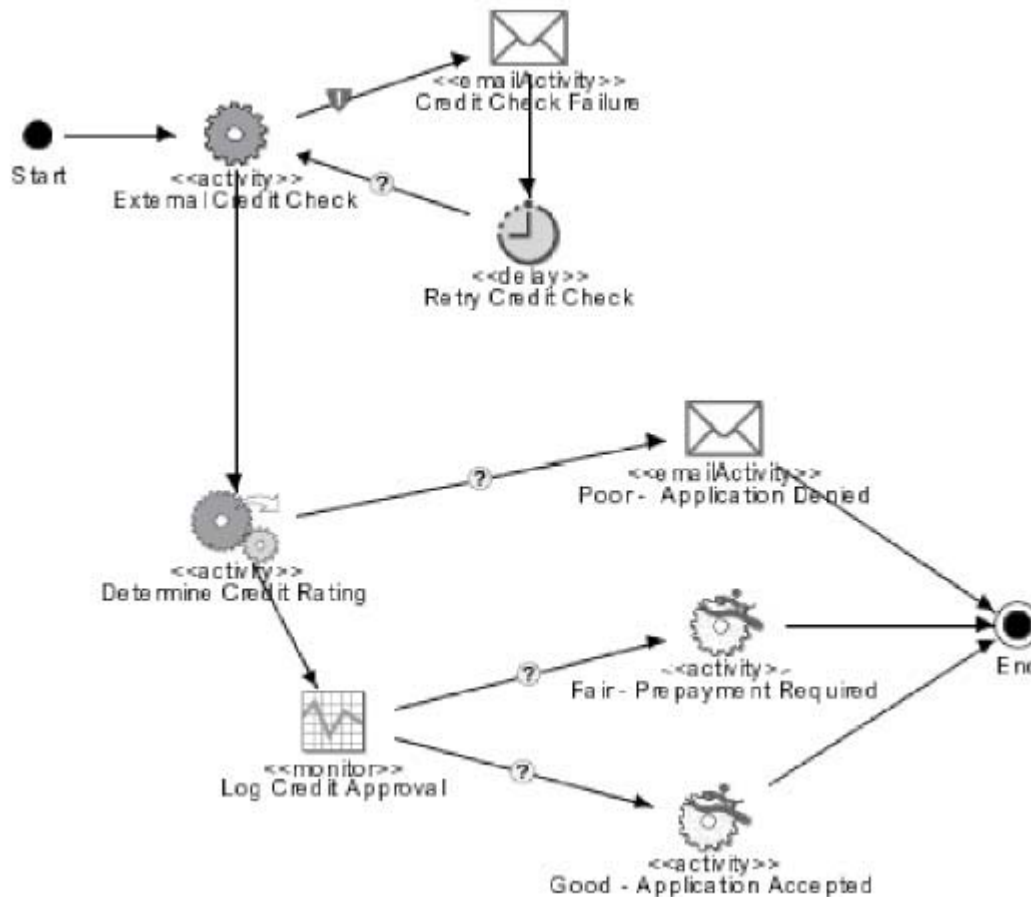 <<emailActivity>>
Credit Check Failure
Start
<<activity>>
External Credit Check
?
<<delay>>
Retry Credit Check
<<emailActivity>>
Poor - Application Denied
?
<<activity>>
Determine Credit Rating
<<activity>>
Fair - Prepayment Required
End
?
<<monitor>>
Log Credit Approval
?
<<activity>>
Good - Application Accepted